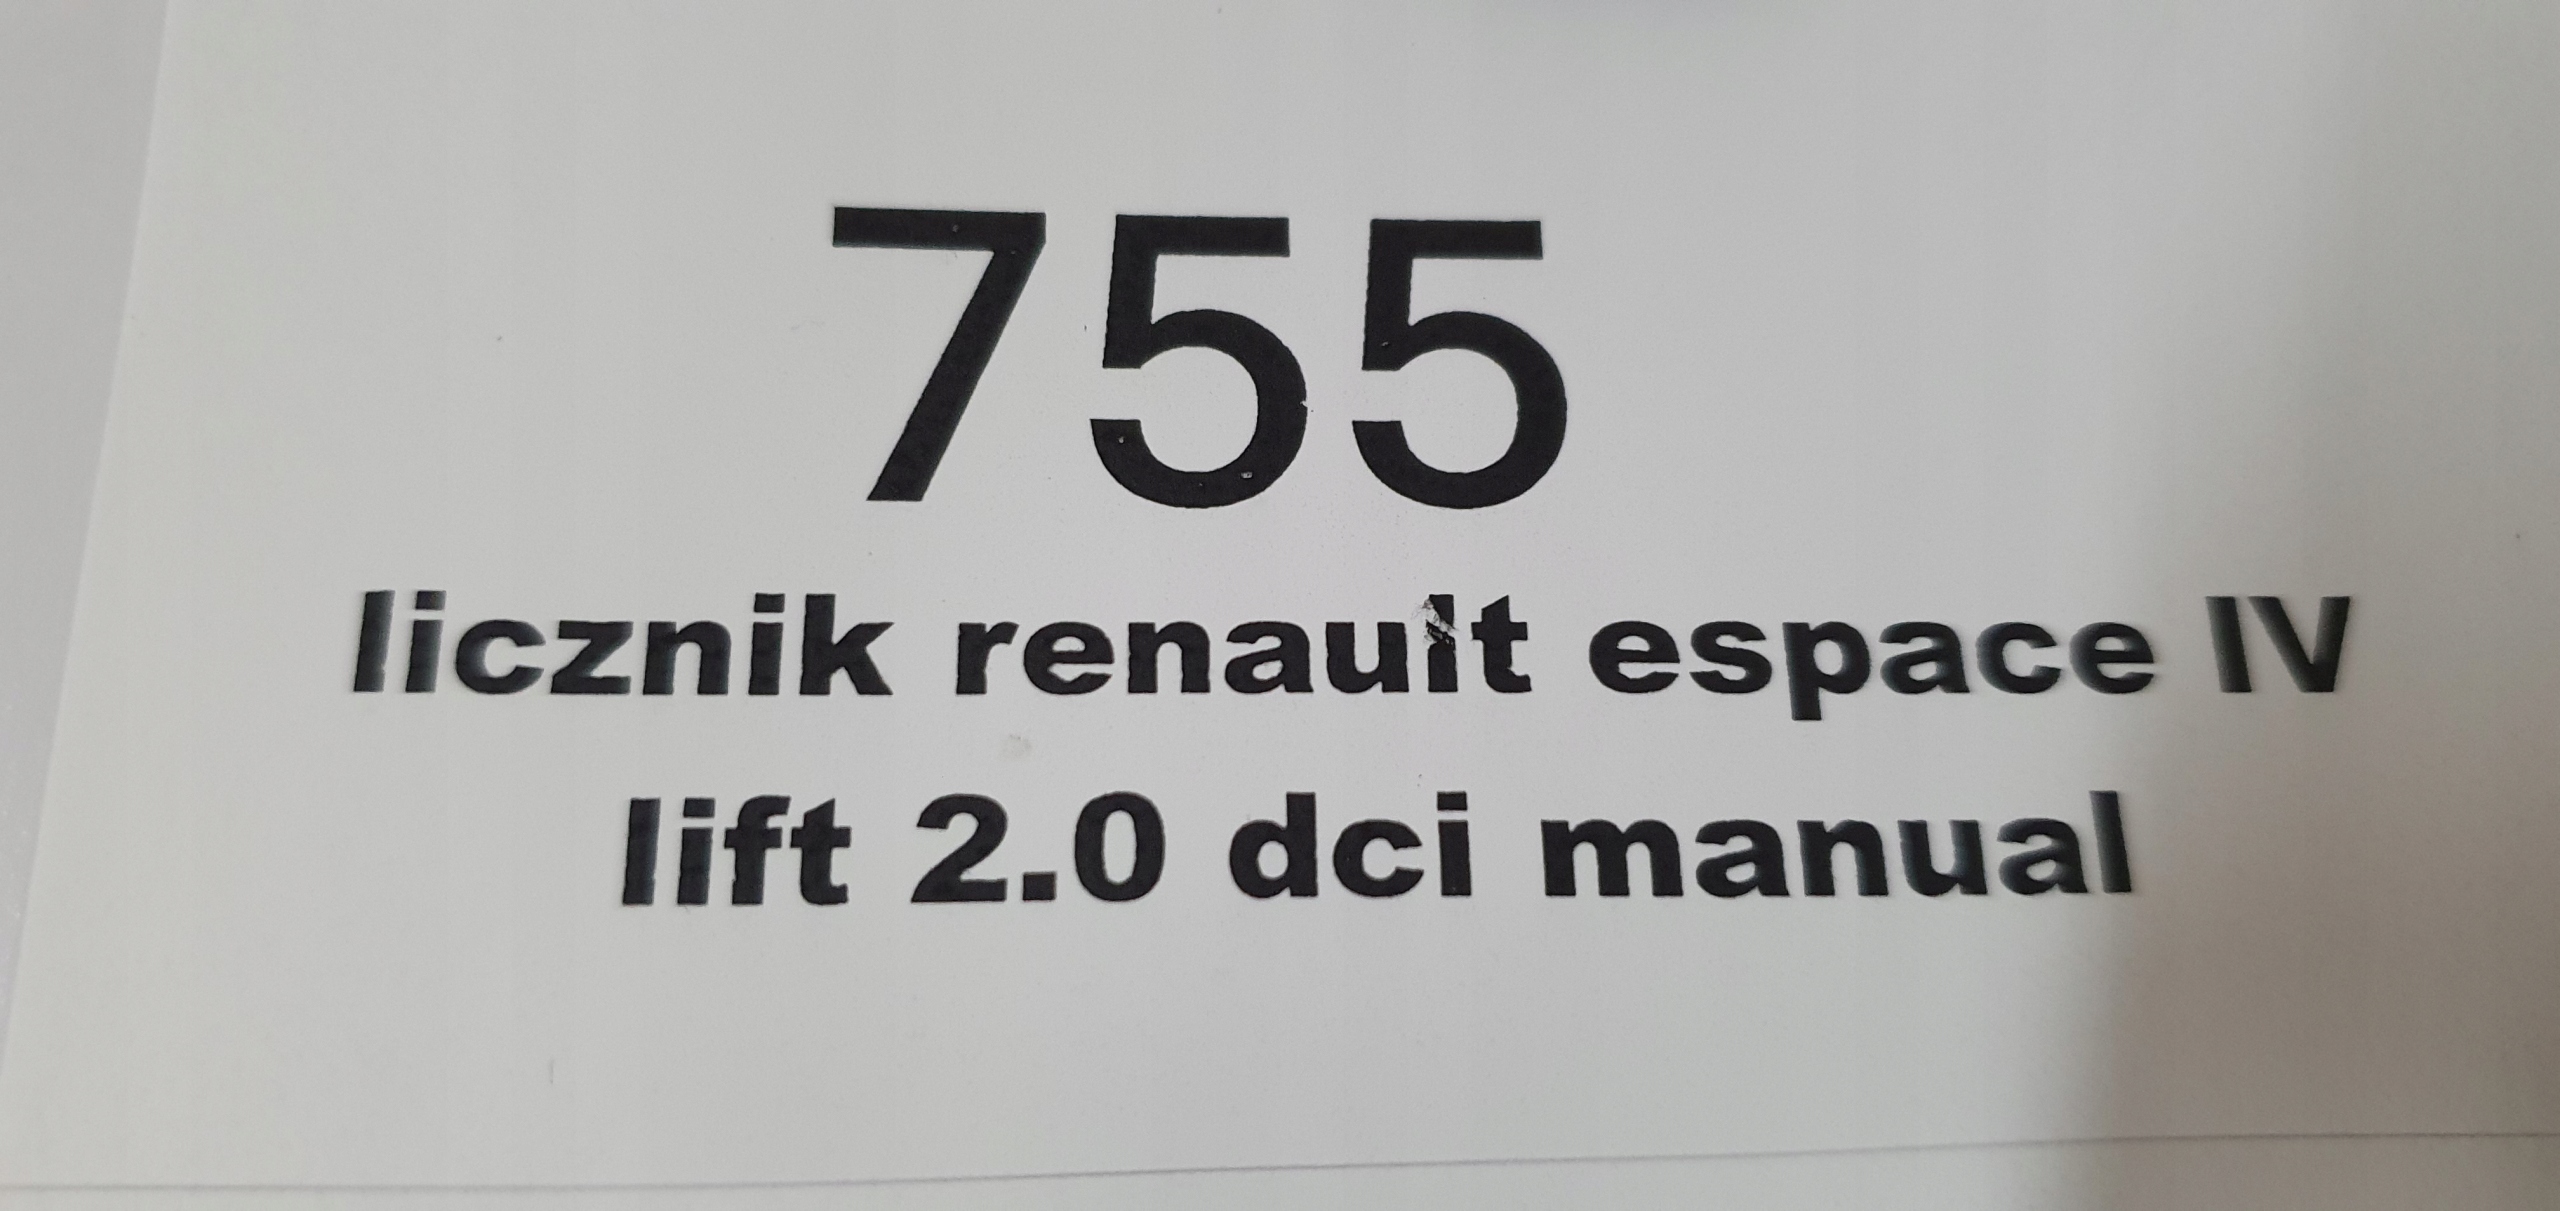 755
licznik renault espace IV
lift 2.0 dci manual